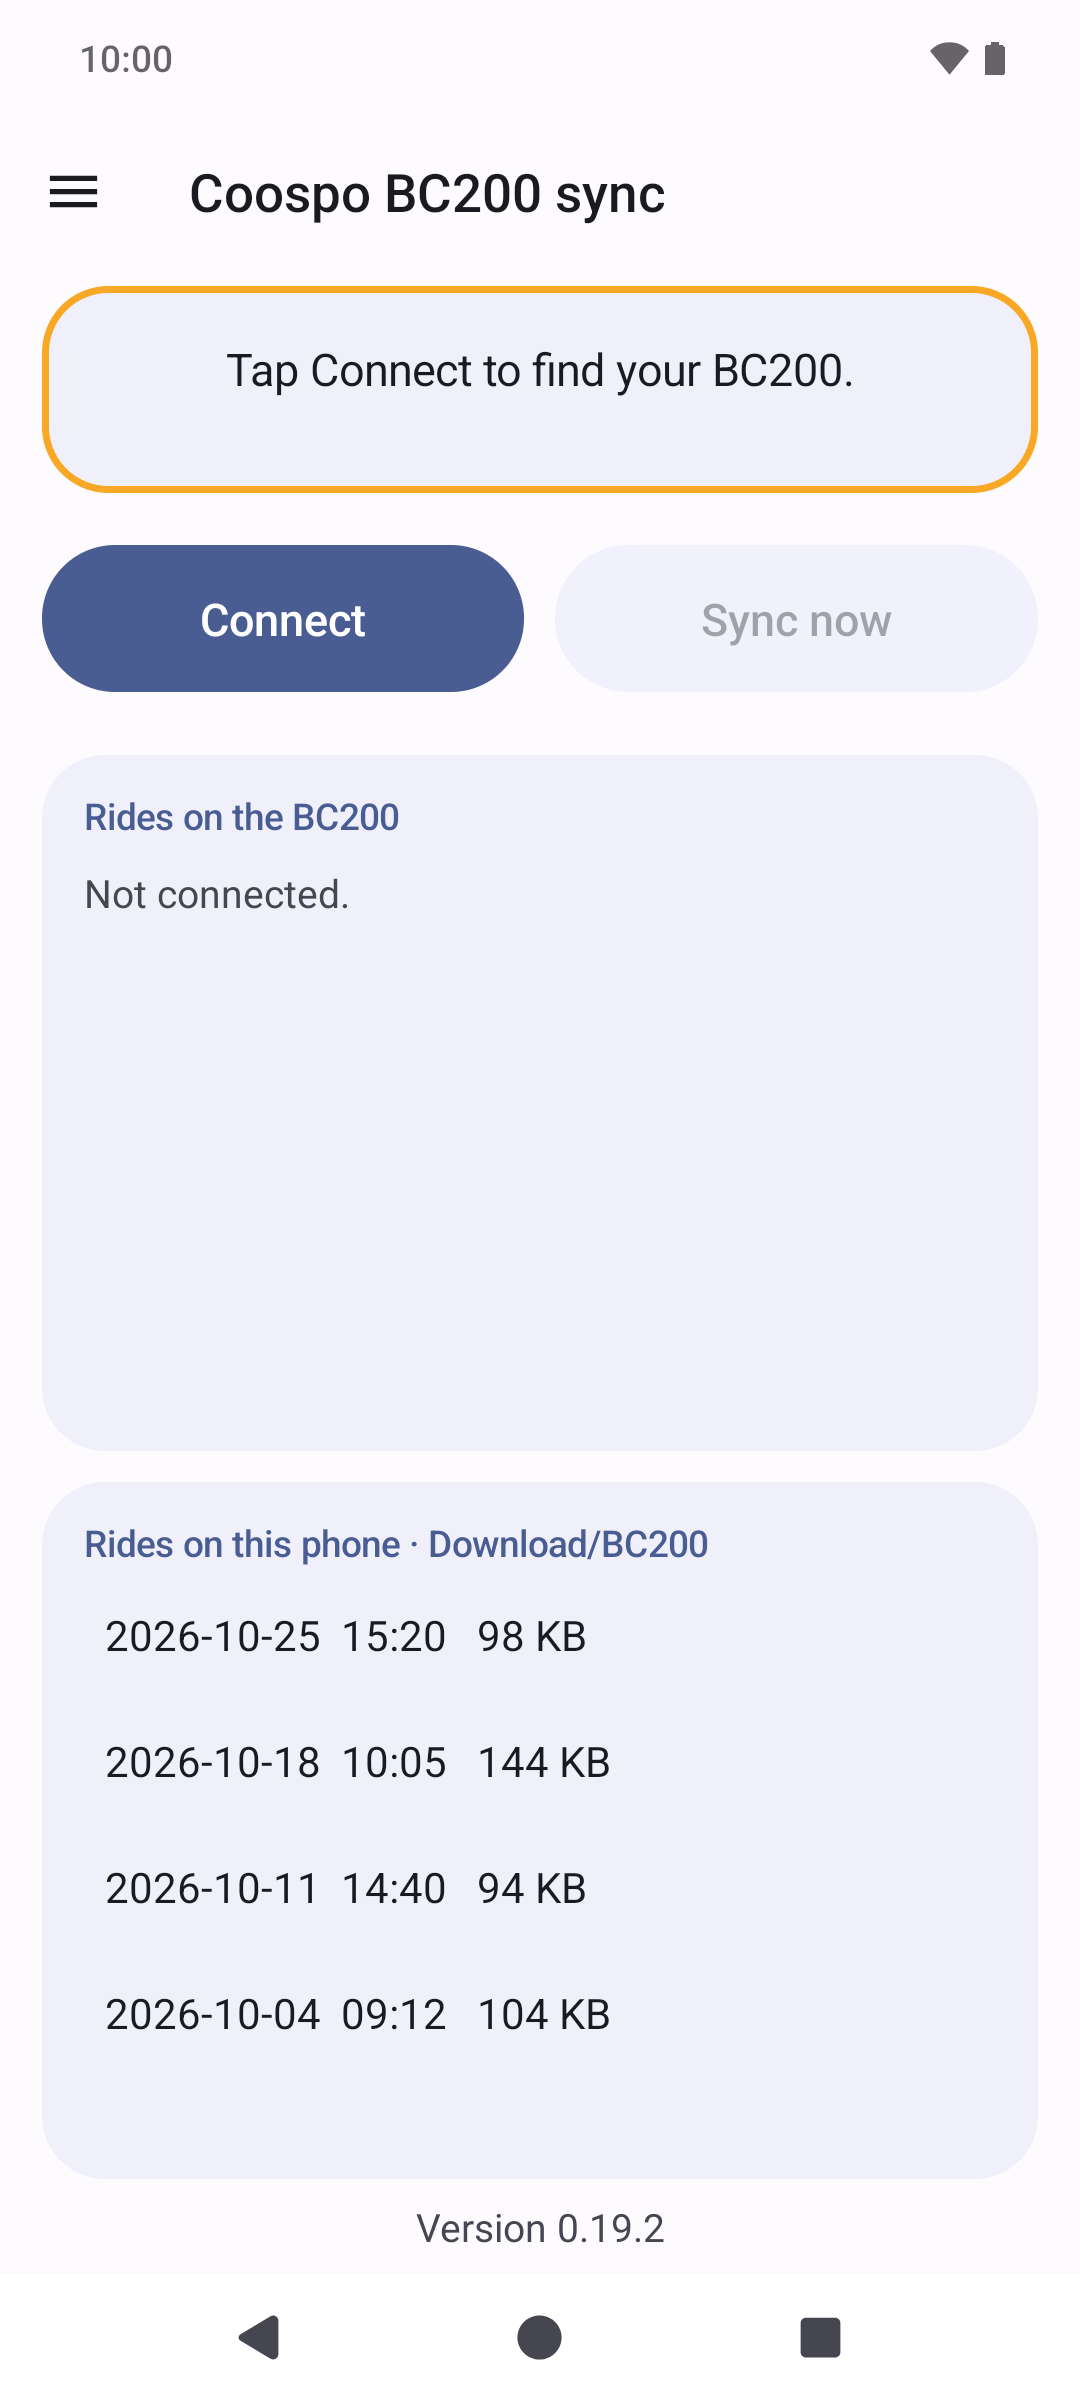 10:00
Coospo BC200 sync
Tap Connect to find your BC200.
Connect
Sync now
Rides on the BC200
Not connected.
Rides on this phone · Download/BC200
2026-10-25 15:20 98 KB
2026-10-18 10:05 144 KB
2026-10-11 14:40 94 KB
2026-10-04 09:12 104 KB
Version 0.19.2